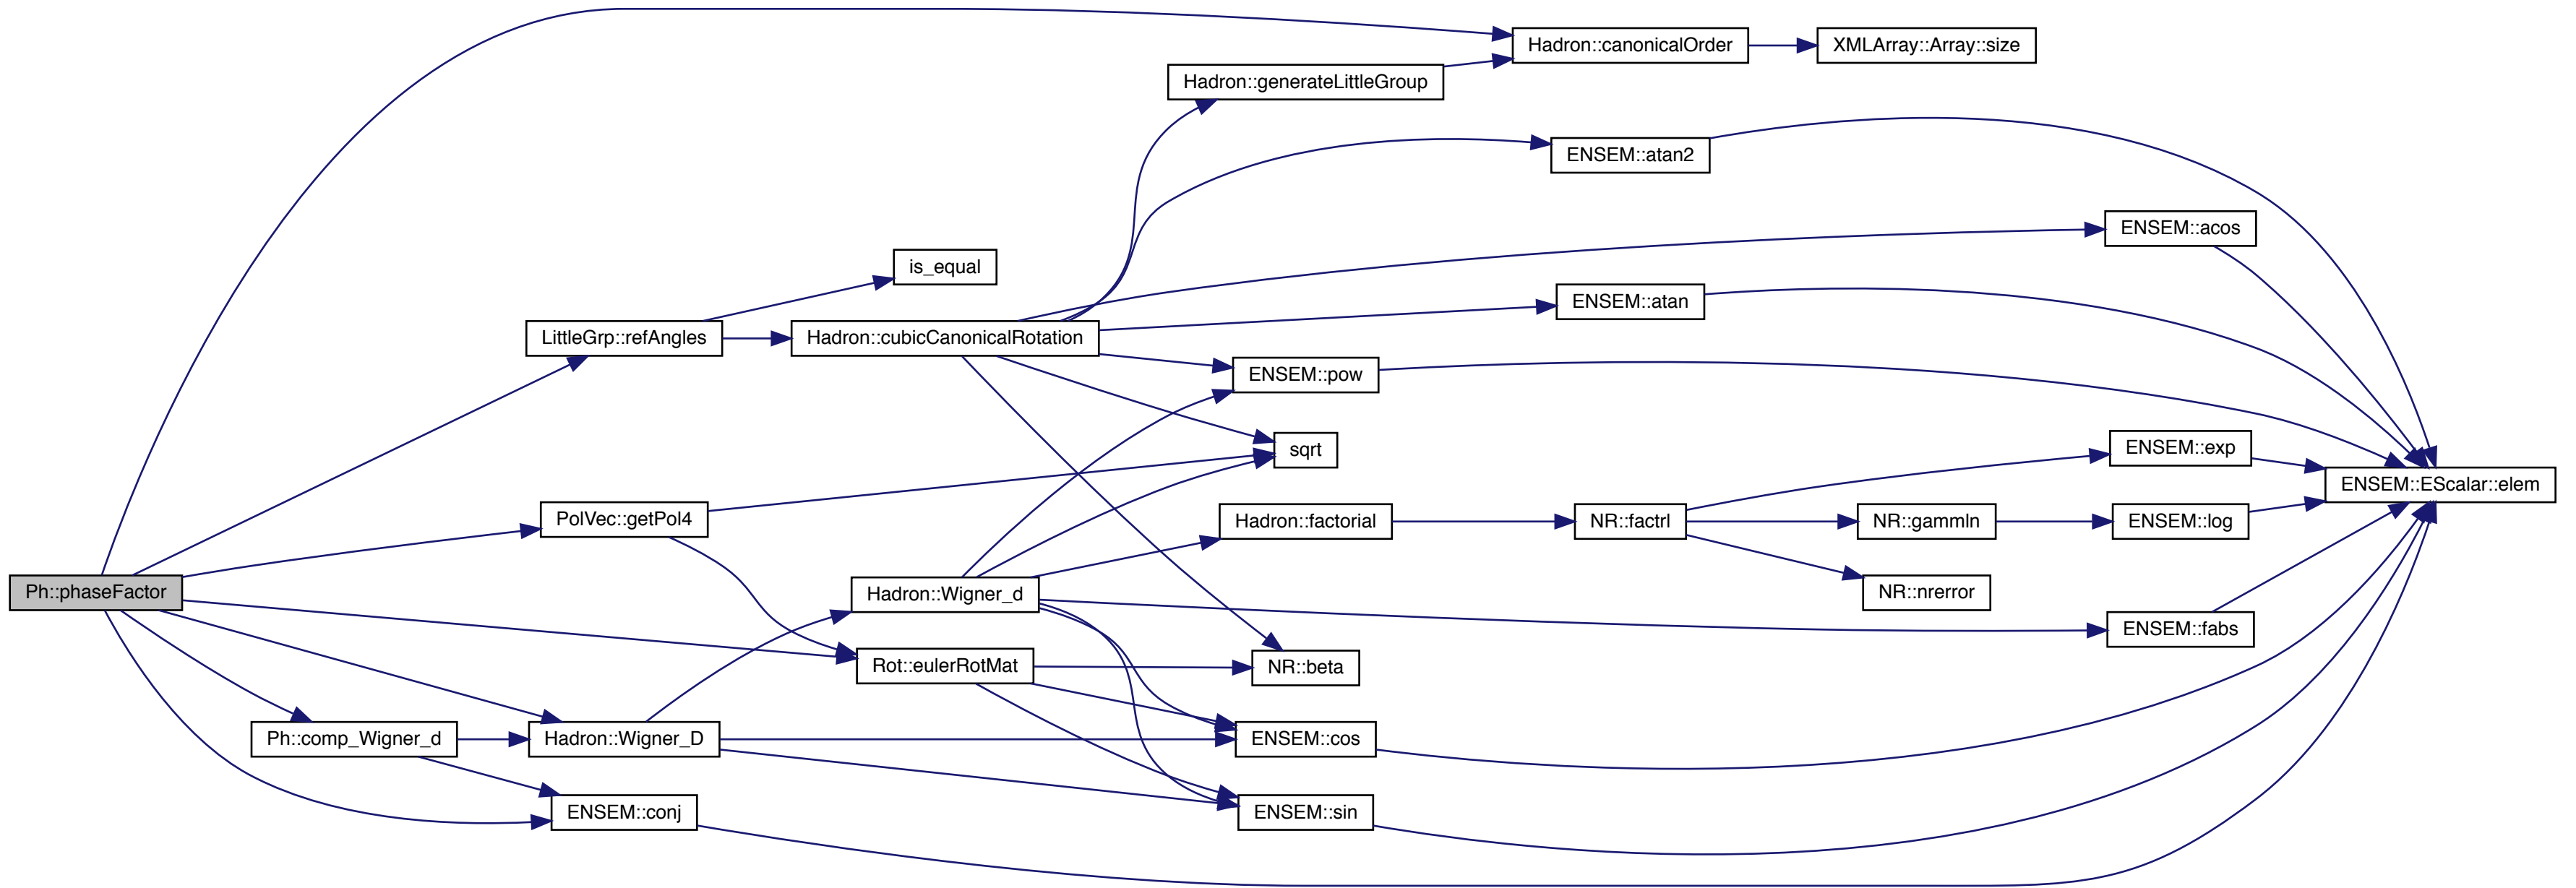 Hadron::canonicalOrder
XMLArray::Array::size
Hadron::generateLittleGroup
ENSEM::atan2
ENSEM::acos
is_equal
ENSEM::atan
LittleGrp::refAngles
Hadron::cubicCanonicalRotation
ENSEM::pow
sqrt
ENSEM::exp
ENSEM::EScalar::elem
PolVec::getPol4
Hadron::factorial
NR::factrl
NR::gammln
ENSEM::log
Ph::phaseFactor
Hadron::Wigner_d
NR::nrerror
ENSEM::fabs
Rot::eulerRotMat
NR::beta
Ph::comp_Wigner_d
Hadron::Wigner_D
ENSEM::cos
ENSEM::conj
ENSEM::sin